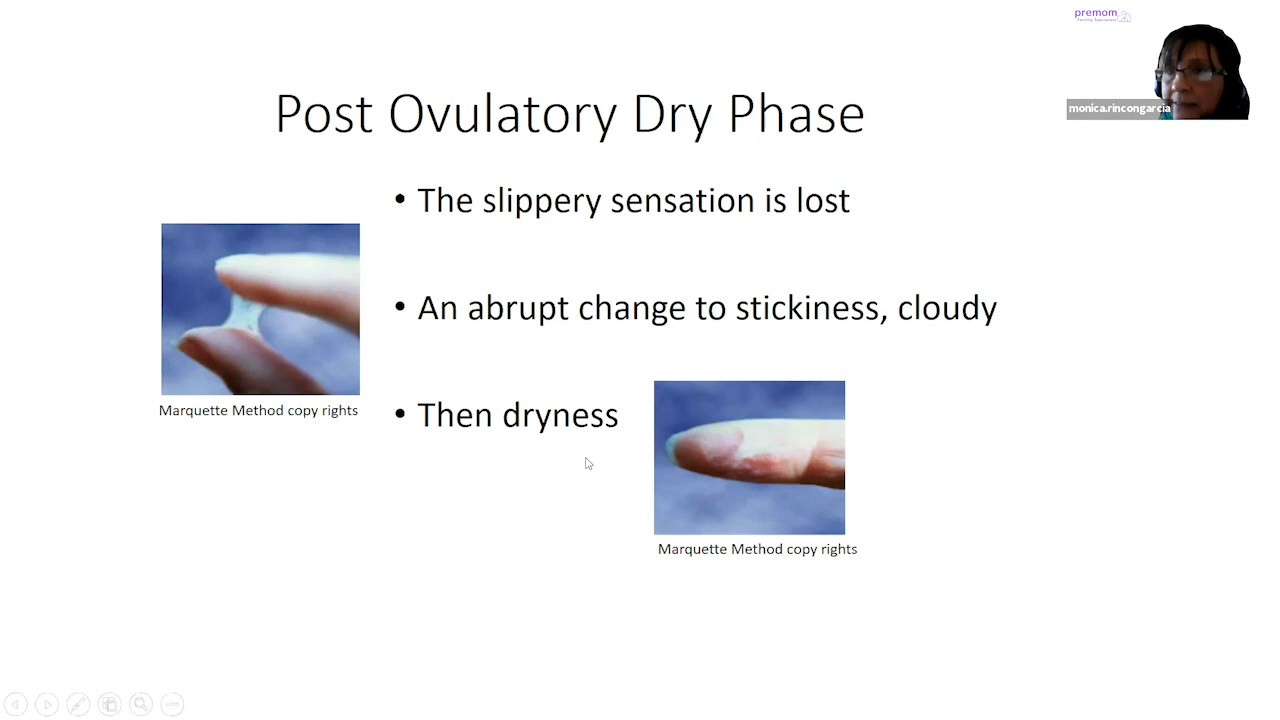 premom
monica.rincongarcia
Post Ovulatory Dry Phase
• The slippery sensation is lost
• An abrupt change to stickiness, cloudy
Marquette Method copy rights
• Then dryness
Marquette Method copy rights